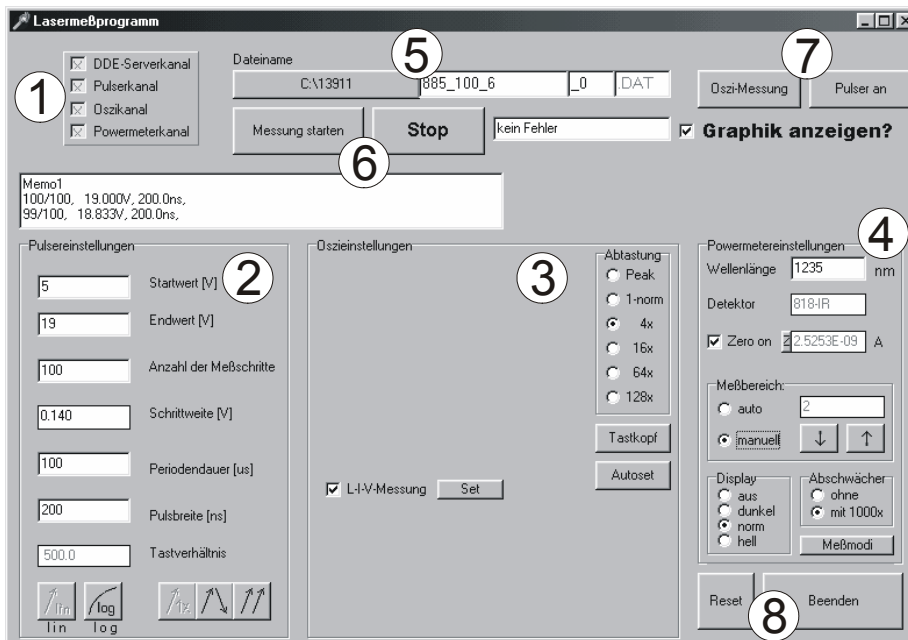 Lasermeßprogramm
1
DDE-Serverkanal
Pulserkanal
Oszikanal
Powermeterkanal
Dateiname
5
C:\13911
885_100_6
_0
.DAT
7
Oszi-Messung
Pulser an
Messung starten
Stop
6
kein Fehler
Graphik anzeigen?
Memo1
100/100, 19.000V, 200.0ns,
99/100, 18.833V, 200.0ns,
Pulsereinstellungen
2
5
Startwert [V]
19
Endwert [V]
100
Anzahl der Meßschritte
0.140
Schrittweite [V]
100
Periodendauer [us]
200
Pulsbreite [ns]
500.0
Tastverhältnis
lin
lin
log
log
Oszieinstellungen
3
Abtastung
Peak
1-norm
4x
16x
64x
128x
Tastkopf
Autoset
L-I-V-Messung
Set
Powermetereinstellungen
4
Wellenlänge
1235
nm
Detektor
818-IR
Zero on
Z
2.5253E-09
A
Meßbereich:
auto
2
manuell
Display
aus
dunkel
norm
hell
Abschwächer
ohne
mit 1000x
Meßmodi
Reset
8
Beenden